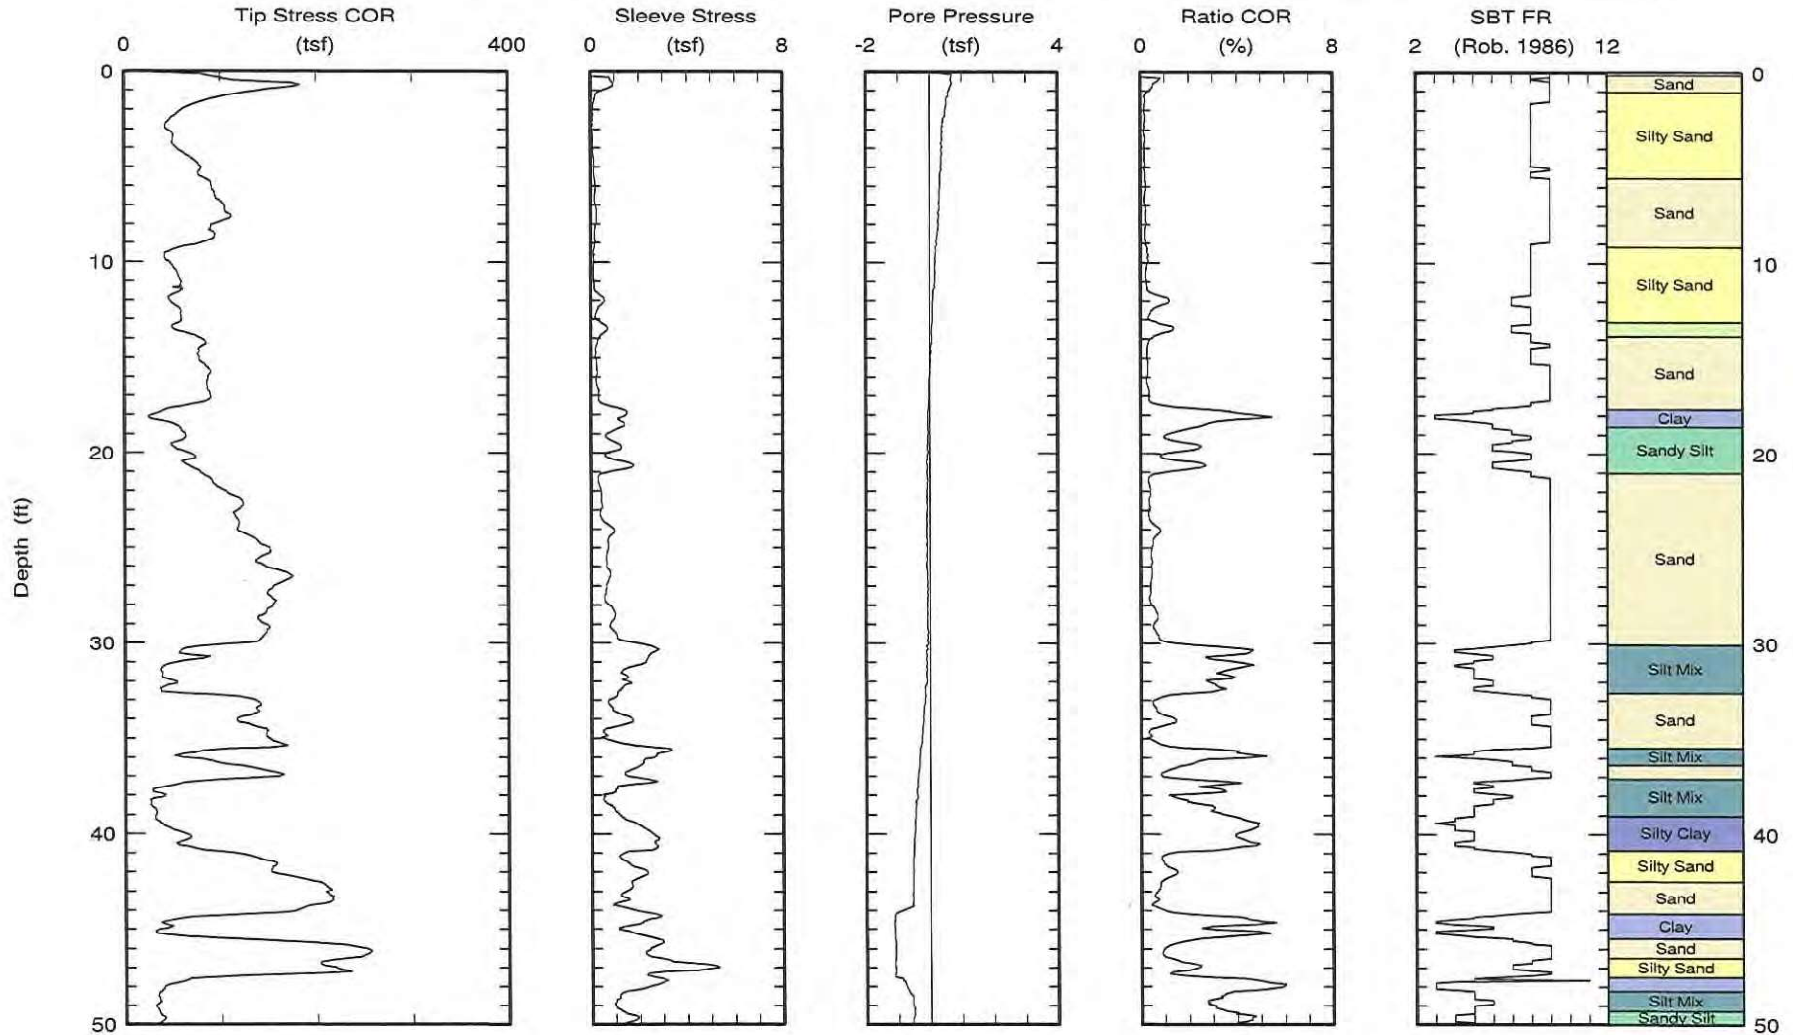 Tip Stress COR
(tsf)
0 400
Sleeve Stress
(tsf)
0 8
Pore Pressure
(tsf)
-2 4
Ratio COR
(%)
0 8
SBT FR
(Rob. 1986)
2 12
Depth (ft)
0
10
20
30
40
50
Sand
Silty Sand
Sand
Silty Sand
Sand
Clay
Sandy Silt
Sand
Silt Mix
Sand
Silt Mix
Silt Mix
Silty Clay
Silty Sand
Sand
Clay
Sand
Silty Sand
Silt Mix
Sandy Silt
0
10
20
30
40
50